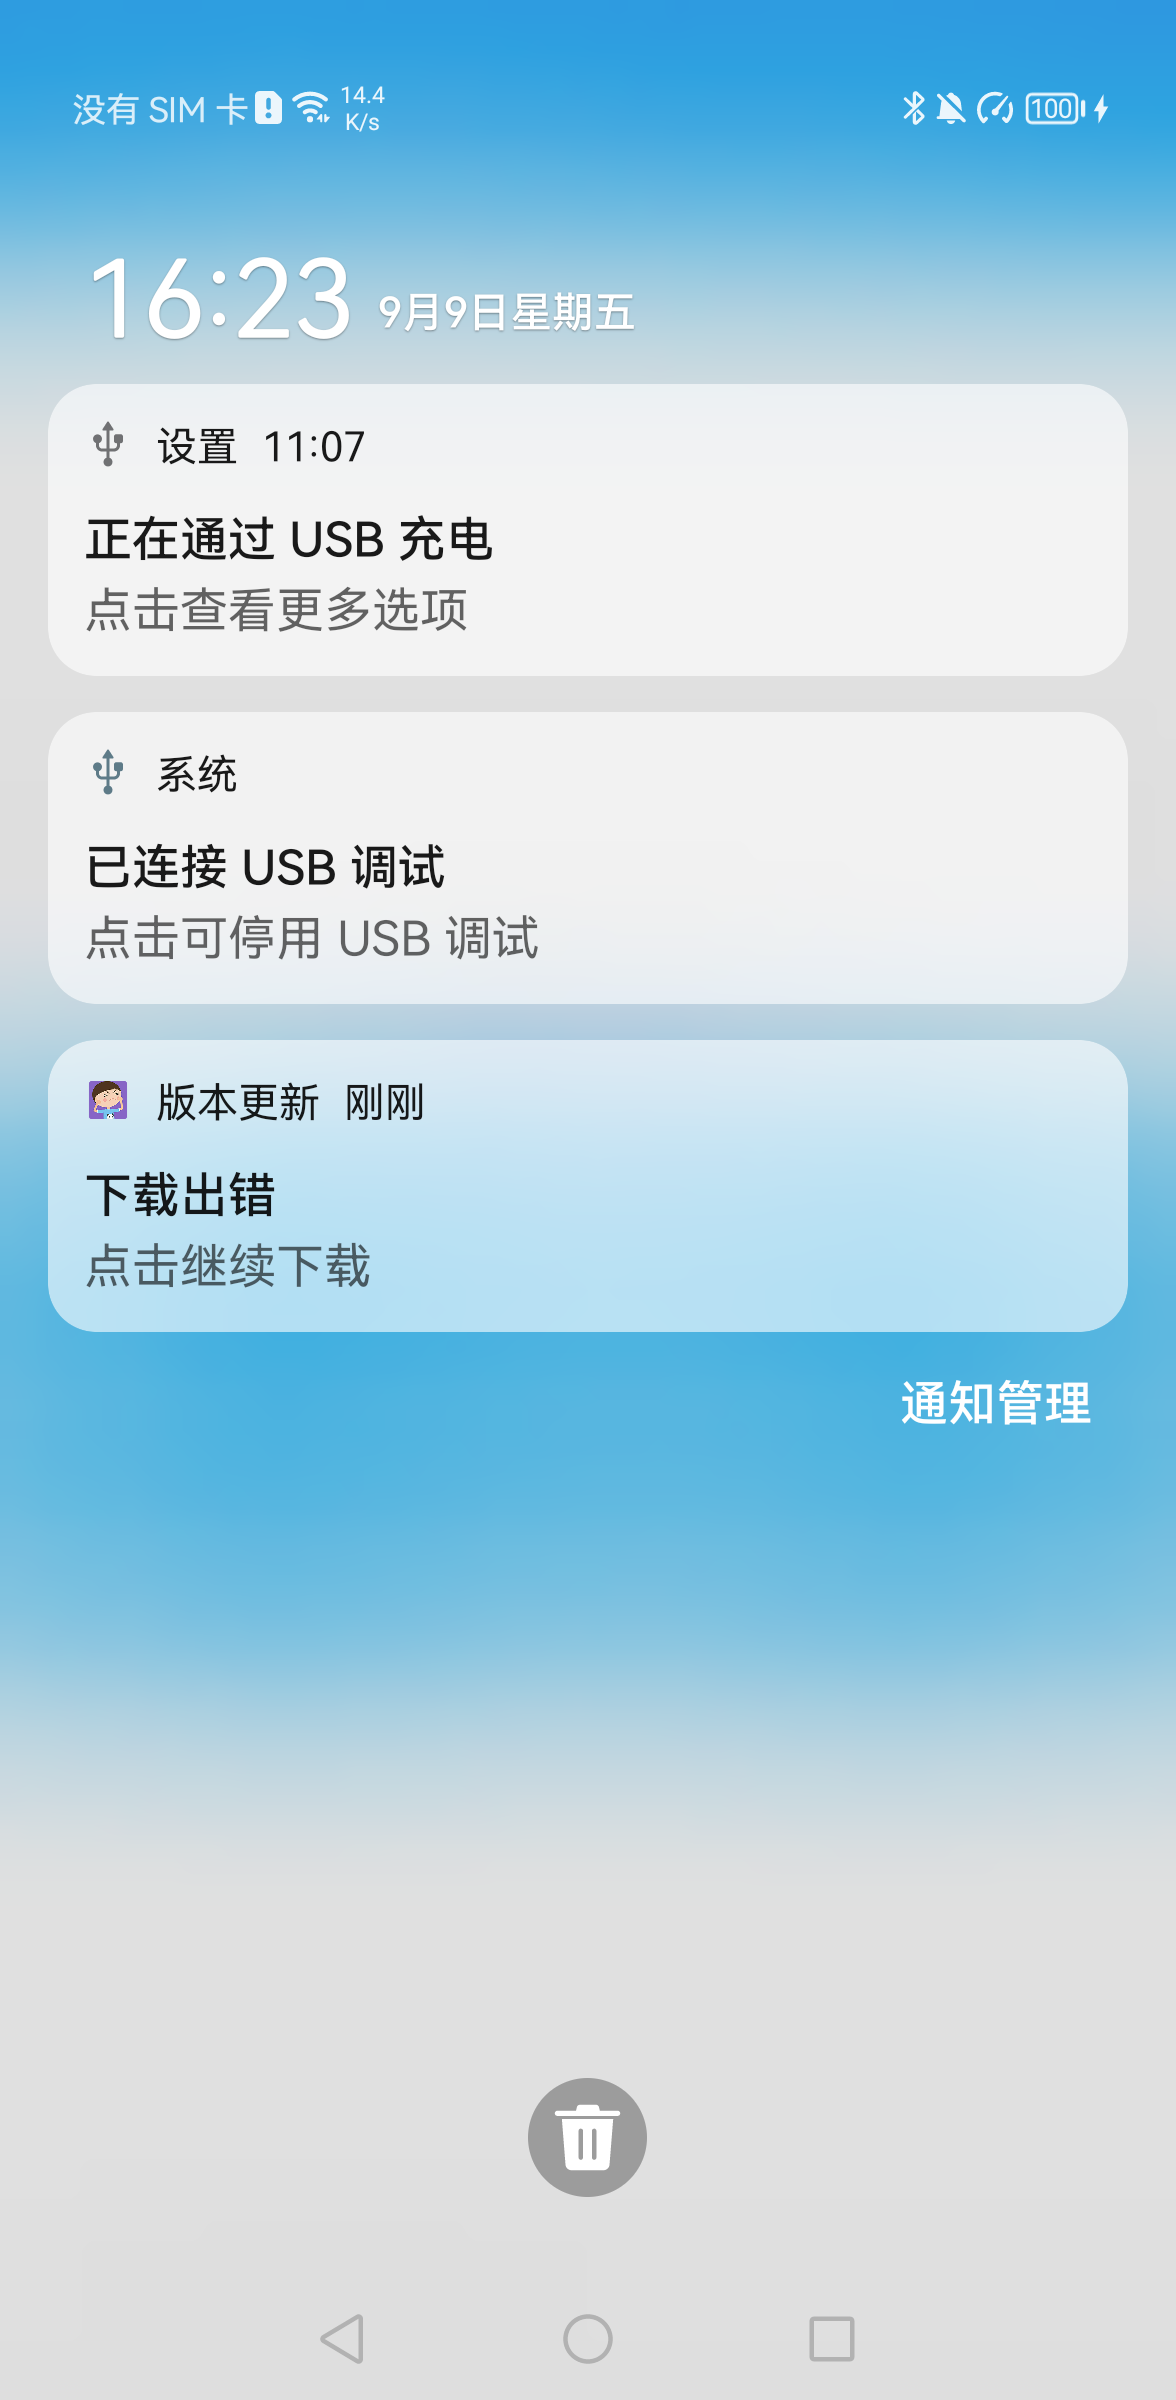 没有 SIM 卡 14.4 K/s 100
16:23 9月9日星期五
设置 11:07
正在通过 USB 充电
点击查看更多选项
系统
已连接 USB 调试
点击可停用 USB 调试
版本更新 刚刚
下载出错
点击继续下载
通知管理